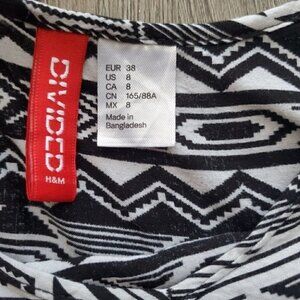 DIVIDED
H&M
EUR 38
US 8
CA 8
CN 165/88A
MX 8
Made in
Bangladesh